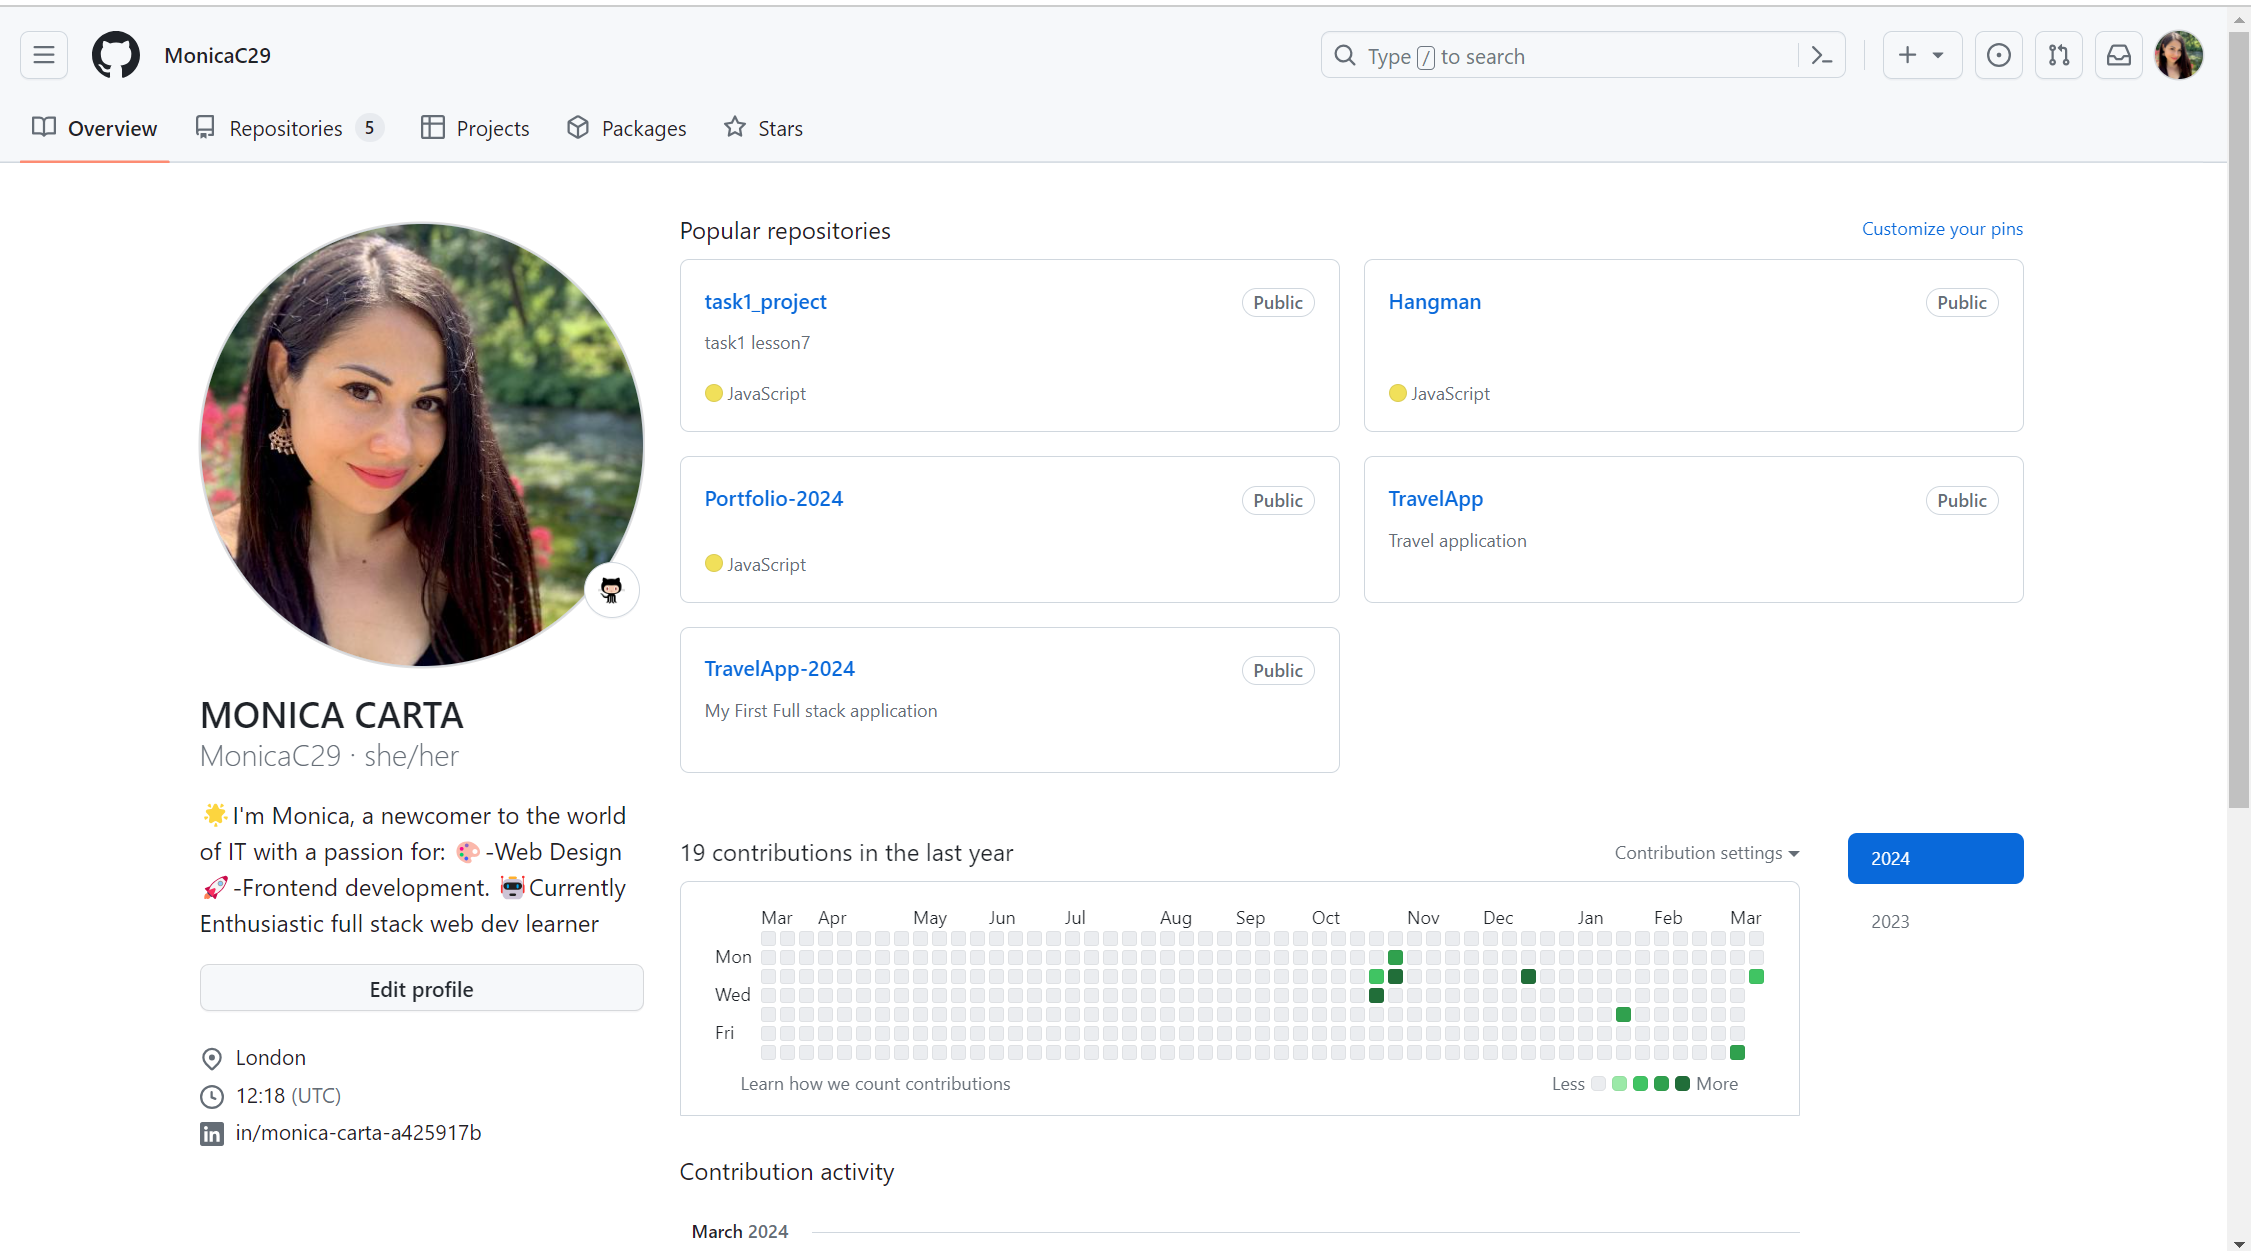 MonicaC29
Type / to search
Overview
Repositories 5
Projects
Packages
Stars
MONICA CARTA
MonicaC29 · she/her
🌟I'm Monica, a newcomer to the world
of IT with a passion for: 🎨-Web Design
🚀-Frontend development. 🤖Currently
Enthusiastic full stack web dev learner
Edit profile
London
12:18 (UTC)
in/monica-carta-a425917b
Popular repositories
Customize your pins
task1_project Public
task1 lesson7
JavaScript
Hangman Public
JavaScript
Portfolio-2024 Public
JavaScript
TravelApp Public
Travel application
TravelApp-2024 Public
My First Full stack application
19 contributions in the last year
Contribution settings
2024
2023
Mar Apr May Jun Jul Aug Sep Oct Nov Dec Jan Feb Mar
Mon
Wed
Fri
Learn how we count contributions
Less More
Contribution activity
March 2024